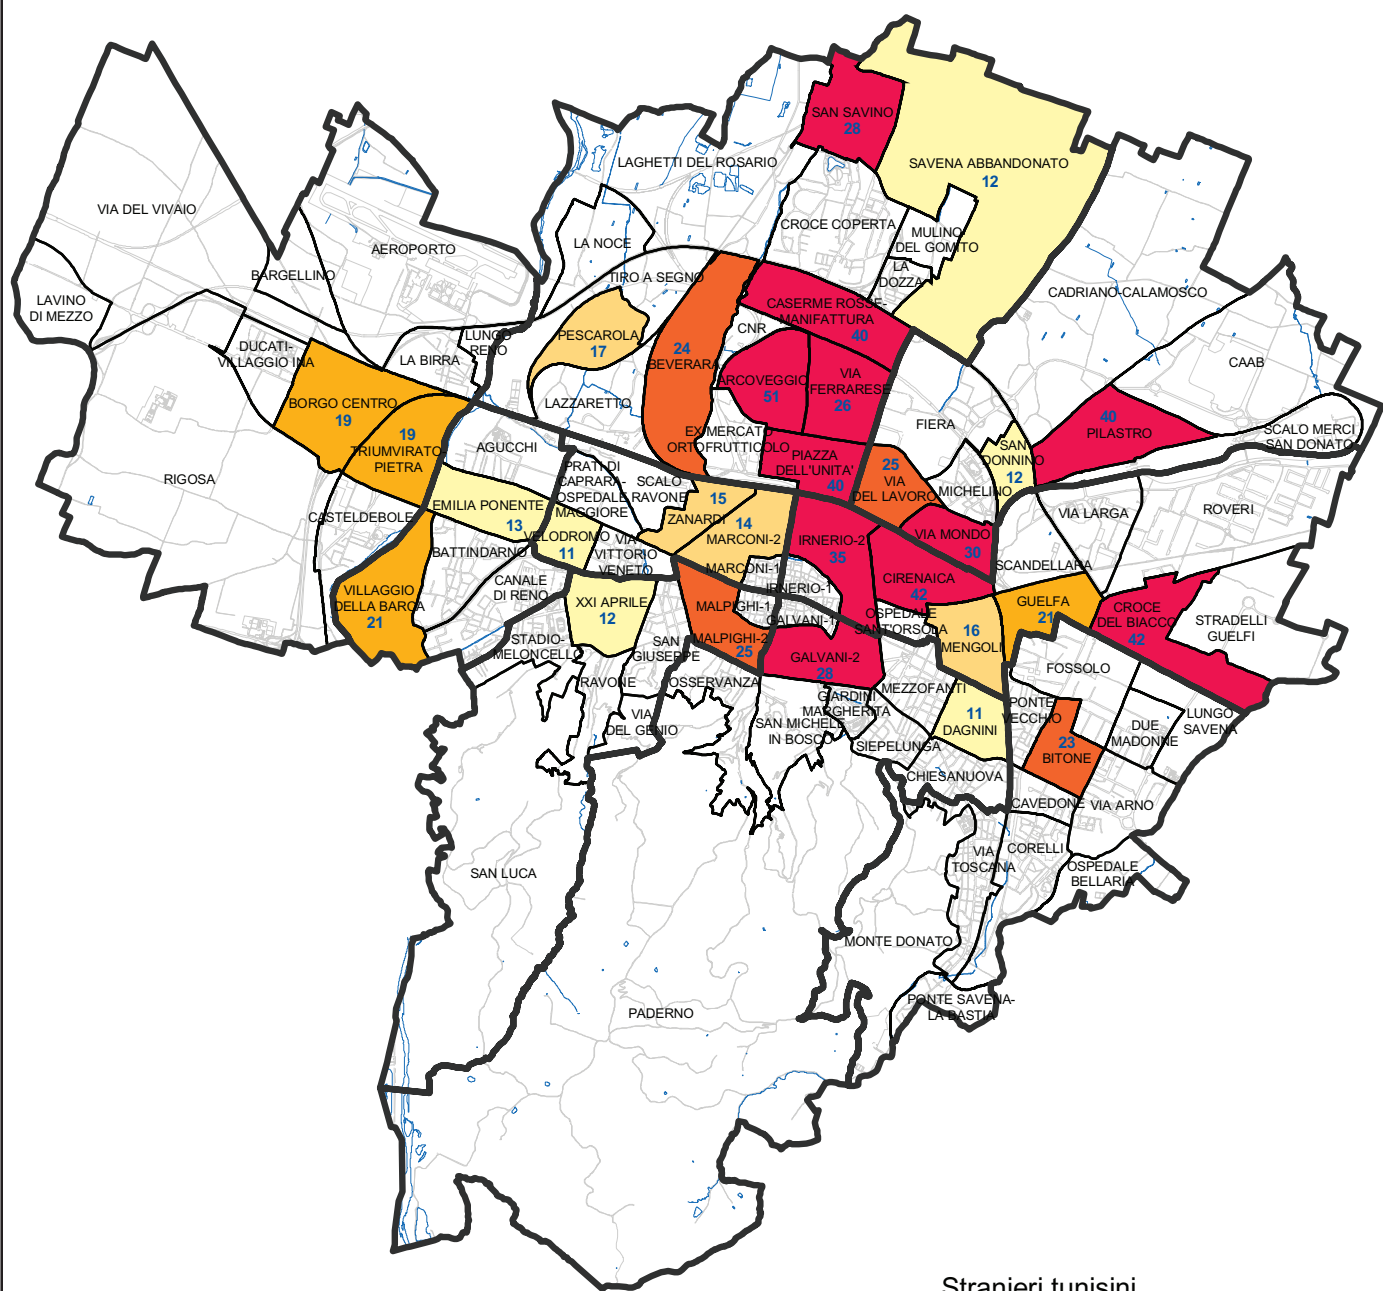 SAN SAVINO
28
SAVENA ABBANDONATO
12
LAGHETTI DEL ROSARIO
VIA DEL VIVAIO
CROCE COPERTA
MULINO
DEL GOMITO
LA NOCE
AEROPORTO
BARGELLINO
LA
DOZZA
TIRO A SEGNO
CADRIANO-CALAMOSCO
LAVINO
DI MEZZO
CASERME ROSSE-
MANIFATTURA
40
CNR
PESCAROLA
17
LUNGO
RENO
DUCATI-
VILLAGGIO INA
LA BIRRA
24
BEVERARA
CAAB
ARCOVEGGIO
51
VIA
FERRARESE
26
BORGO CENTRO
19
LAZZARETTO
FIERA
40
PILASTRO
SCALO MERCI
SAN DONATO
19
TRIUMVIRATO-
PIETRA
AGUCCHI
EX MERCATO
ORTOFRUTTICOLO
PIAZZA
DELL'UNITA'
40
SAN
DONNINO
12
25
VIA
DEL LAVORO
MICHELINO
RIGOSA
PRATI DI
CAPRARA-
OSPEDALE
MAGGIORE
SCALO
RAVONE
15
ZANARDI
14
MARCONI-2
EMILIA PONENTE
13
CASTELDEBOLE
VIA LARGA
ROVERI
VELODROMO
11
VIA
VITTORIO
VENETO
IRNERIO-2
35
VIA MONDO
30
BATTINDARNO
SCANDELLARA
MARCONI-1
CANALE
DI RENO
CIRENAICA
42
IRNERIO-1
VILLAGGIO
DELLA BARCA
21
XXI APRILE
12
MALPIGHI-1
GALVANI-1
GUELFA
21
CROCE
DEL BIACCO
42
OSPEDALE
SANT'ORSOLA
16
MENGOLI
STRADELLI
GUELFI
STADIO-
MELONCELLO
SAN
GIUSEPPE
MALPIGHI-2
25
GALVANI-2
28
FOSSOLO
RAVONE
OSSERVANZA
MEZZOFANTI
GIARDINI
MARGHERITA
VIA
DEL GENIO
SAN MICHELE
IN BOSCO
11
DAGNINI
PONTE
VECCHIO
LUNGO
SAVENA
DUE
MADONNE
SIEPELUNGA
23
BITONE
CHIESANUOVA
CAVEDONE
VIA ARNO
CORELLI
VIA
TOSCANA
OSPEDALE
BELLARIA
SAN LUCA
MONTE DONATO
PADERNO
PONTE SAVENA-
LA BASTIA
Stranieri tunisini